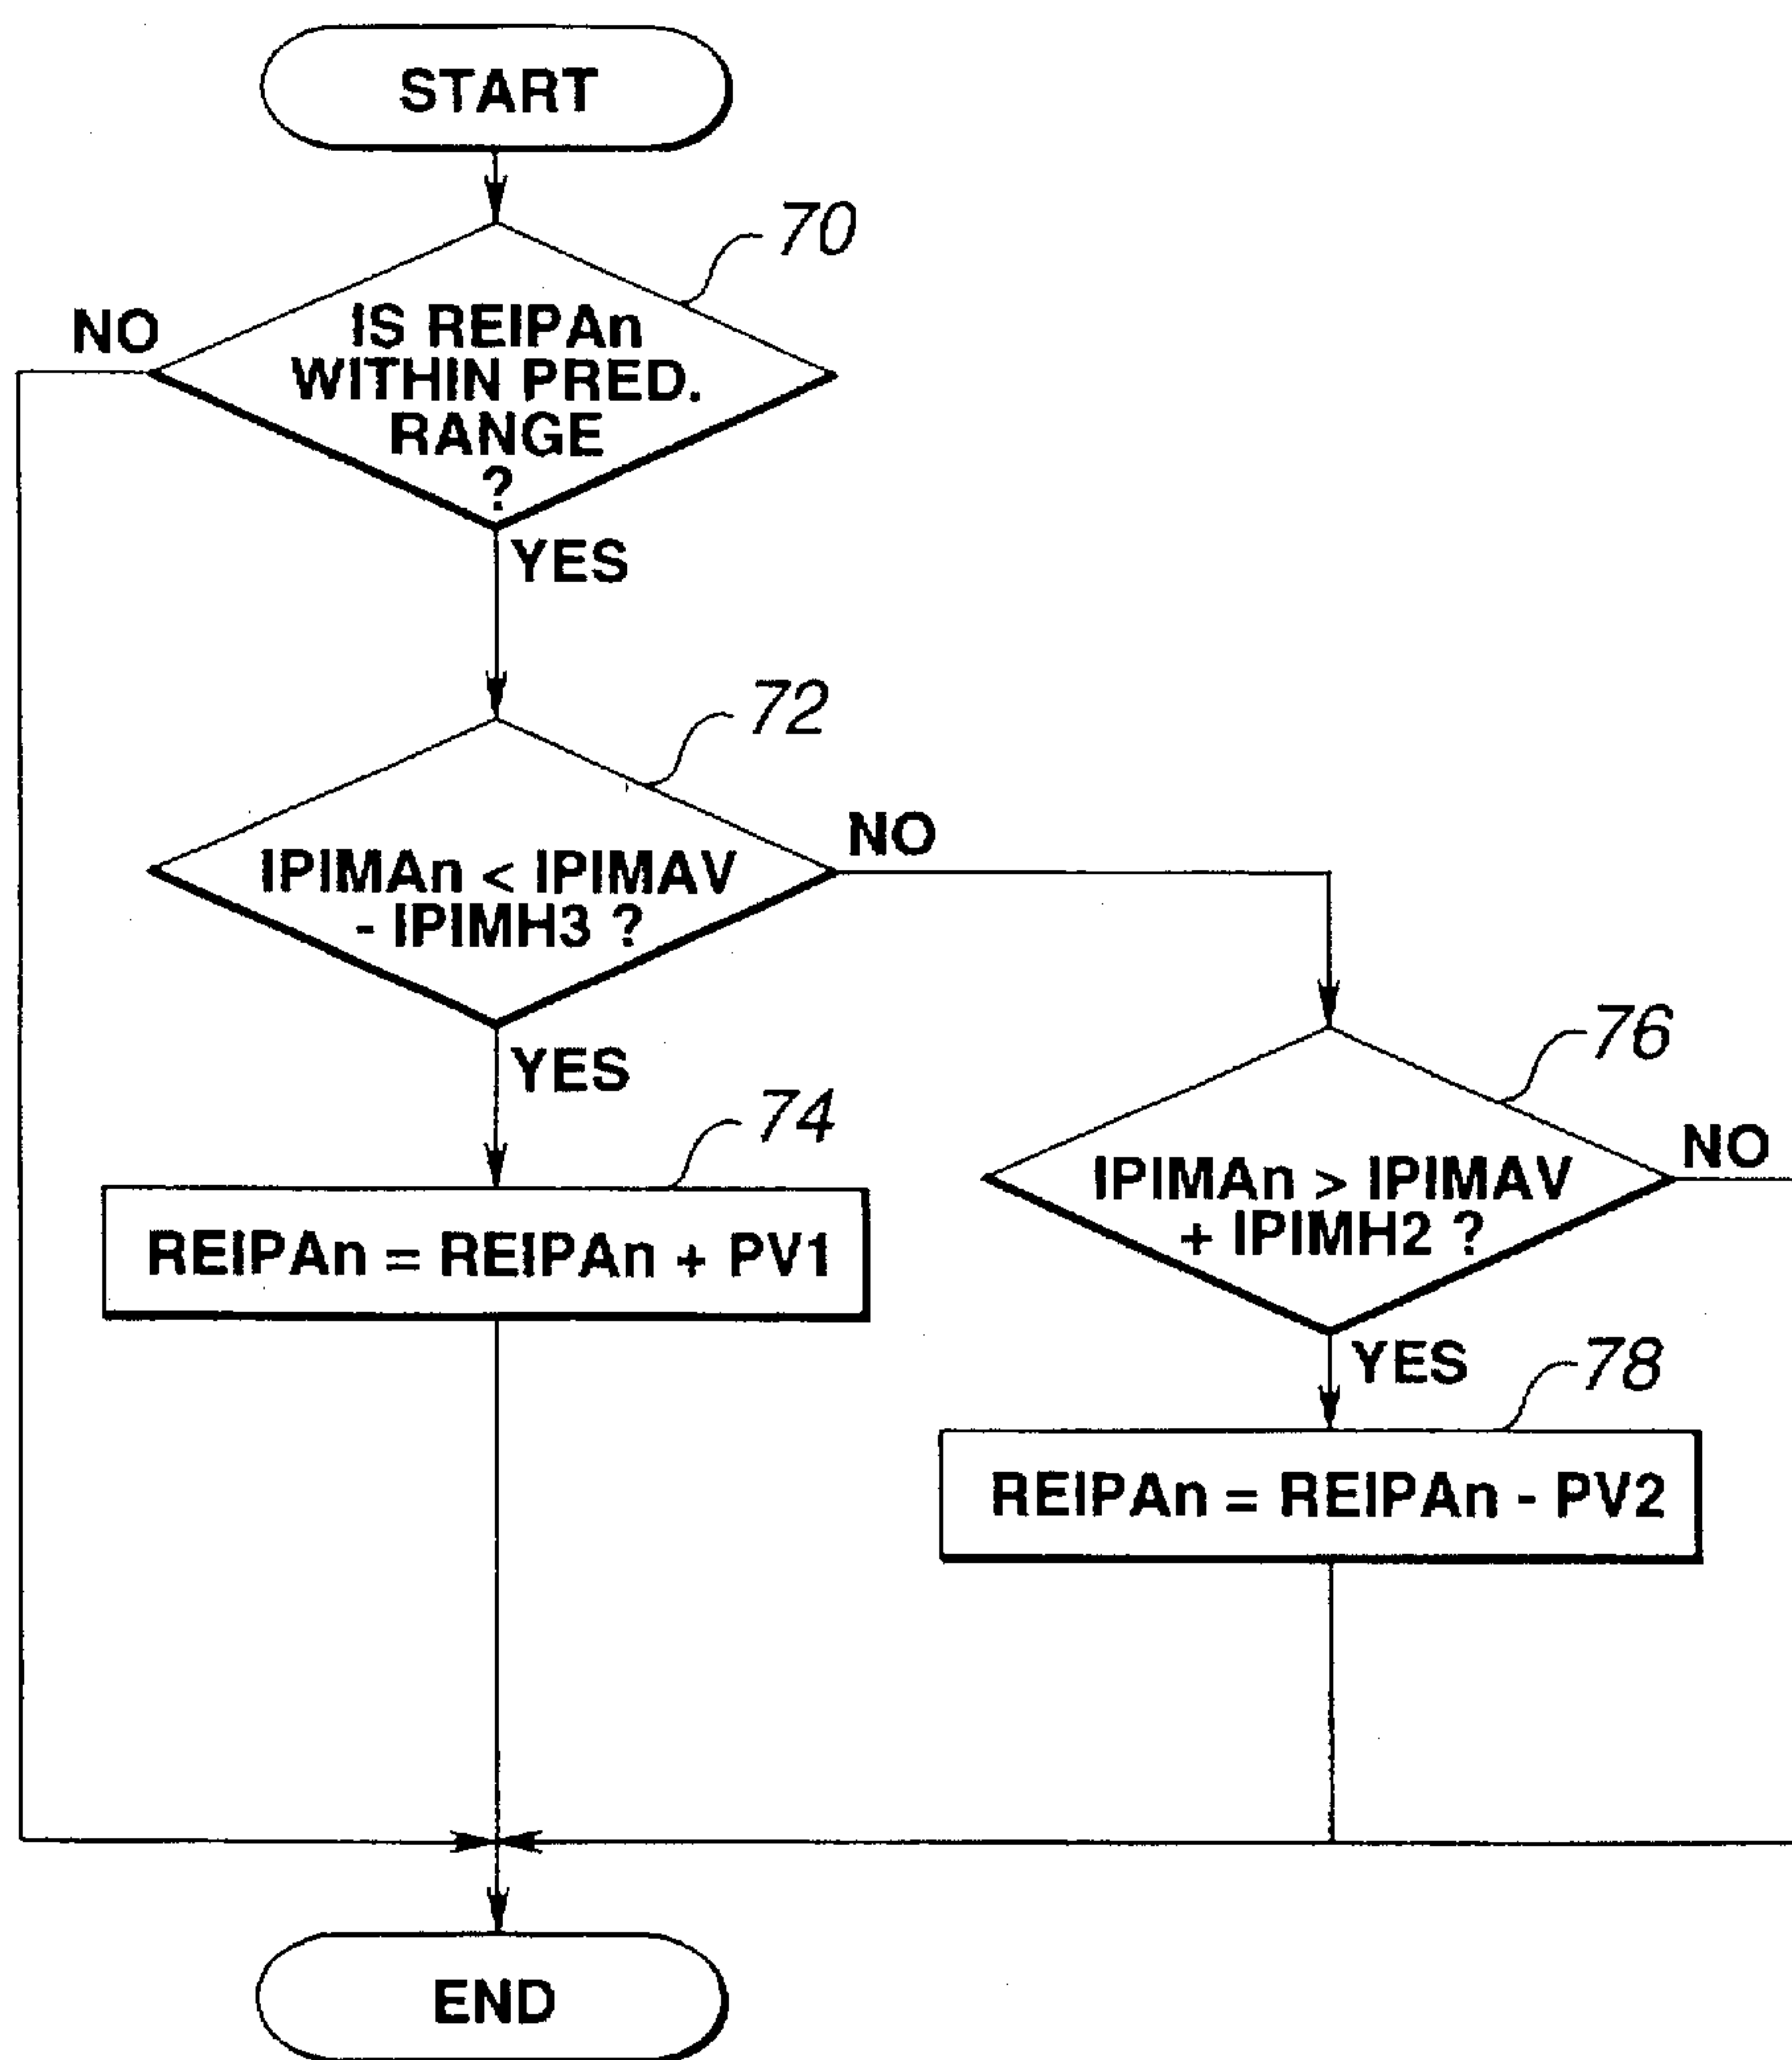 START
70
NO
IS REIPAn
WITHIN PRED.
RANGE
?
YES
72
NO
IPIMAn < IPIMAV
- IPIMH3 ?
YES
74
REIPAn = REIPAn + PV1
76
NO
IPIMAn > IPIMAV
+ IPIMH2 ?
YES
78
REIPAn = REIPAn - PV2
END